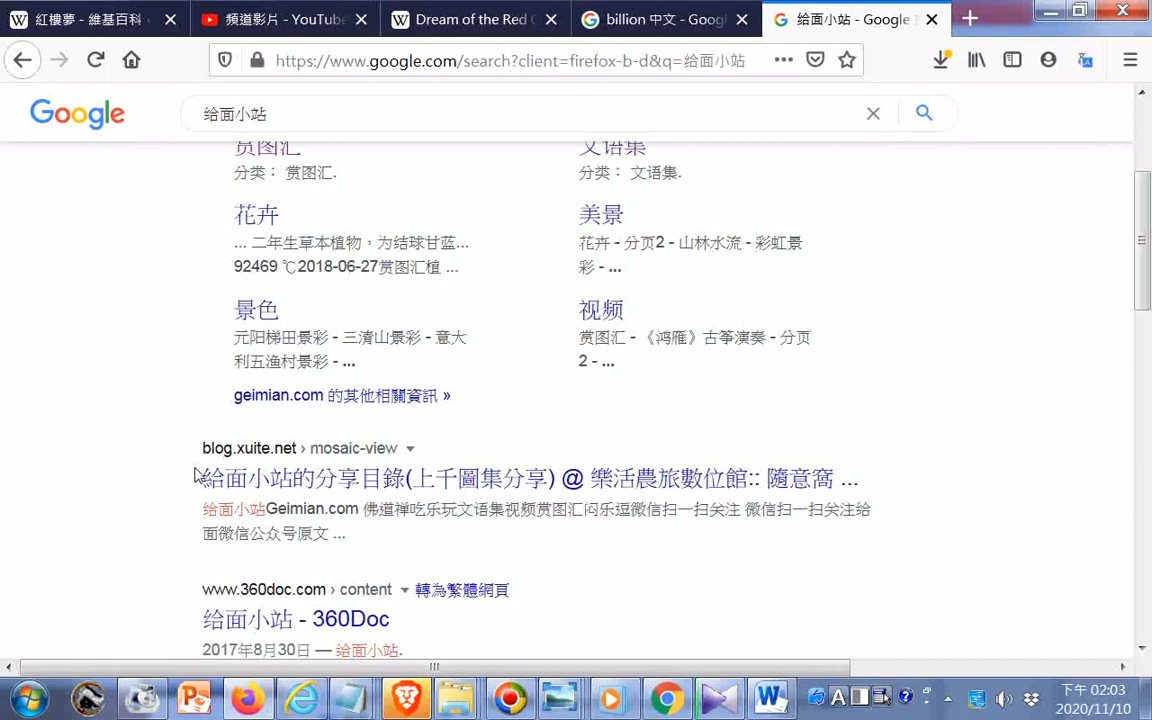 紅樓夢 - 維基百科
頻道影片 - YouTube
Dream of the Red C
billion 中文 - Goog
给面小站 - Google
https://www.google.com/search?client=firefox-b-d&q=给面小站
Google
给面小站
赏图汇
文语集
分类： 赏图汇.
分类： 文语集.
花卉
美景
... 二年生草本植物，为结球甘蓝...
92469 ℃2018-06-27赏图汇植 ...
花卉 - 分页2 - 山林水流 - 彩虹景
彩 - ...
景色
视频
元阳梯田景彩 - 三清山景彩 - 意大
利五渔村景彩 - ...
赏图汇 - 《鸿雁》古筝演奏 - 分页
2 - ...
geimian.com 的其他相關資訊 »
blog.xuite.net › mosaic-view
给面小站的分享目錄(上千圖集分享) @ 樂活農旅數位館:: 隨意窩 ...
给面小站Geimian.com 佛道禅吃乐玩文语集视频赏图汇闷乐逗微信扫一扫关注 微信扫一扫关注给
面微信公众号原文 ...
www.360doc.com › content
轉為繁體網頁
给面小站 - 360Doc
2017年8月30日 — 给面小站.
下午 02:03
2020/11/10